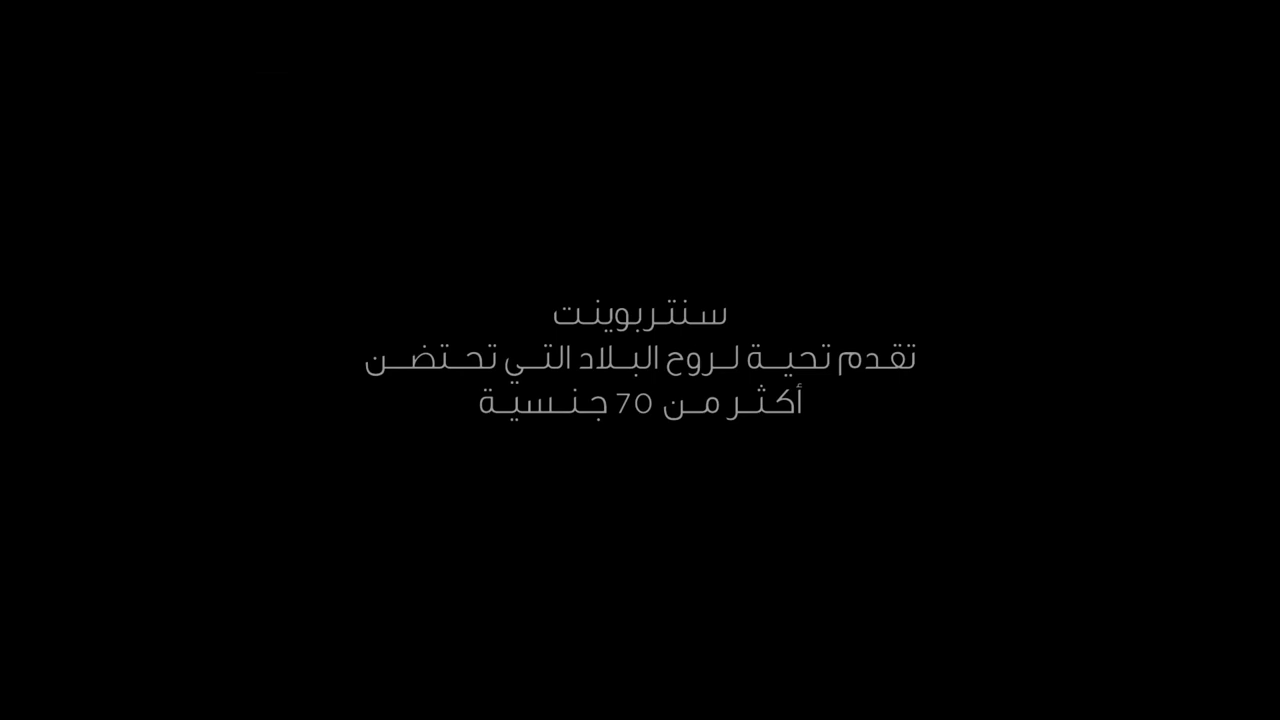 سنتربوينت
تقدم تحية لروح البلاد التي تحتضن
أكثر من 70 جنسية